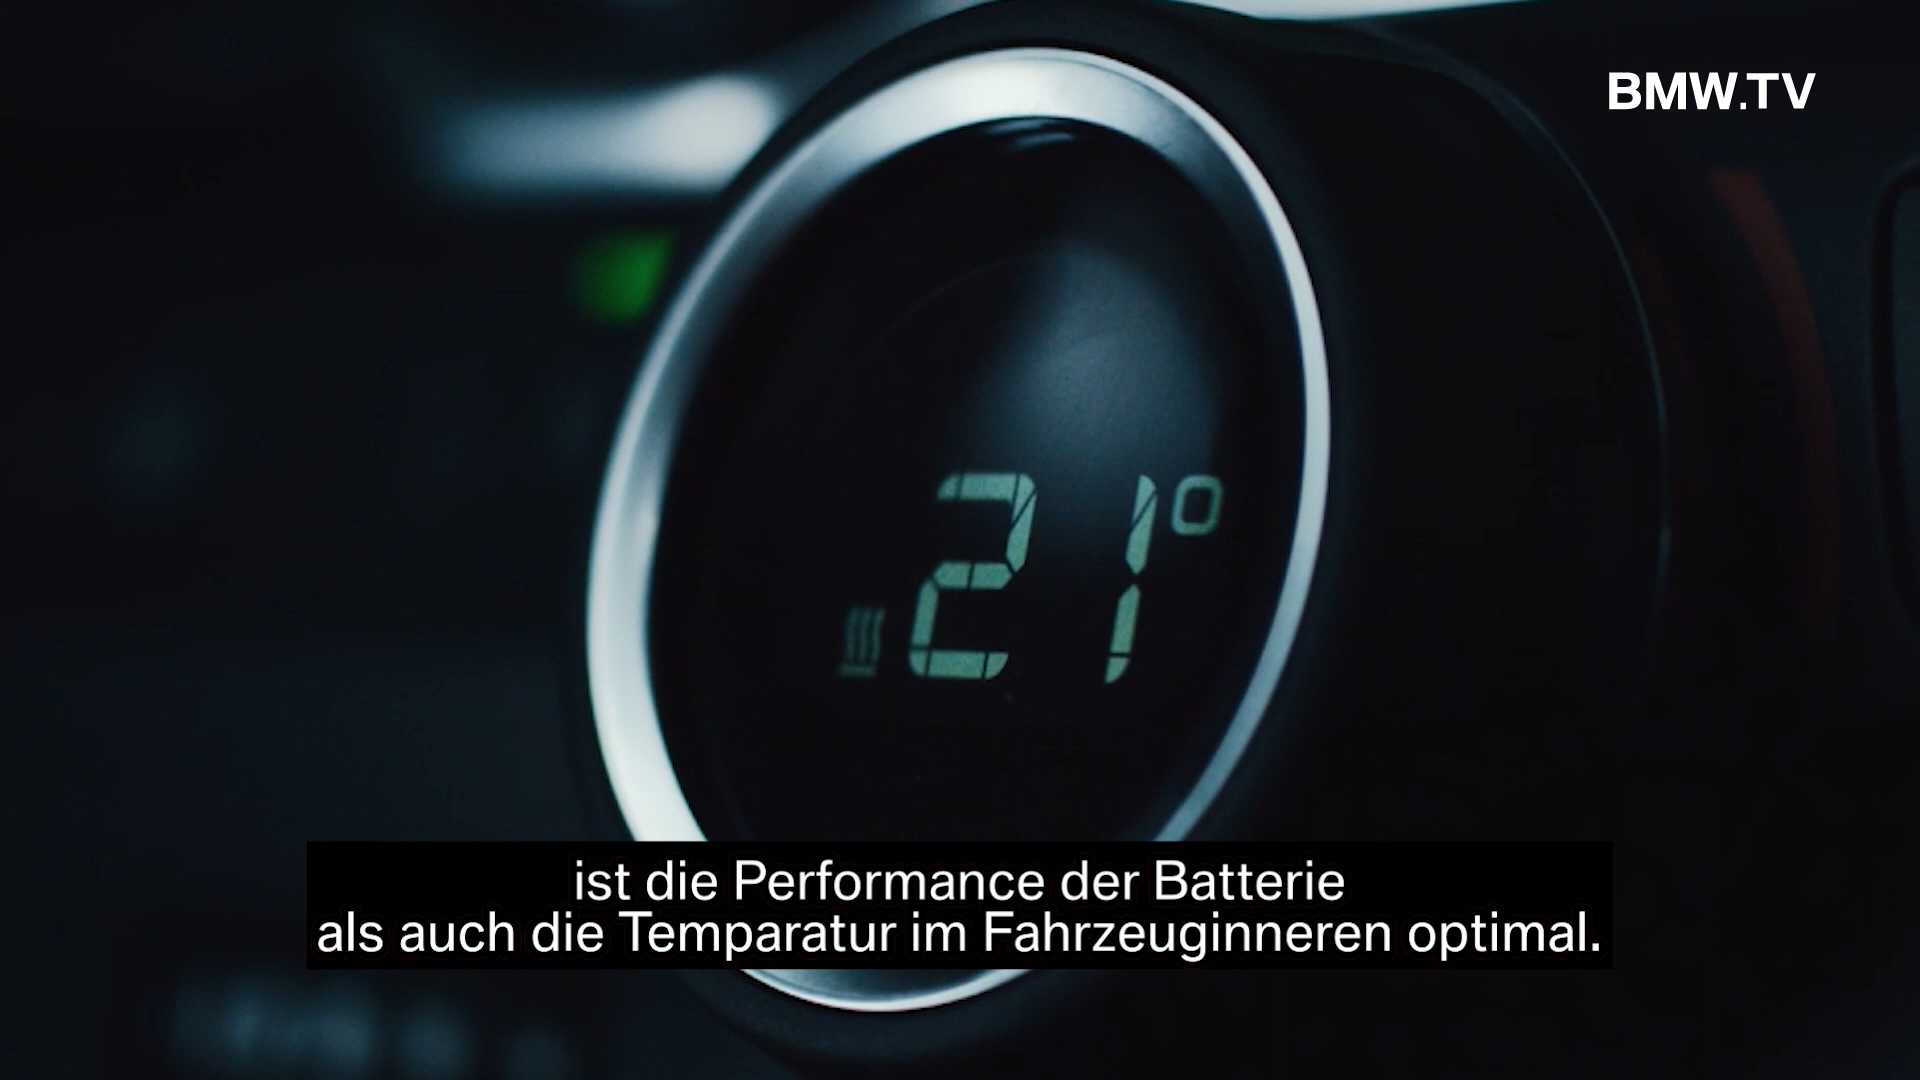 BMW.TV
21°
ist die Performance der Batterie
als auch die Temparatur im Fahrzeuginneren optimal.